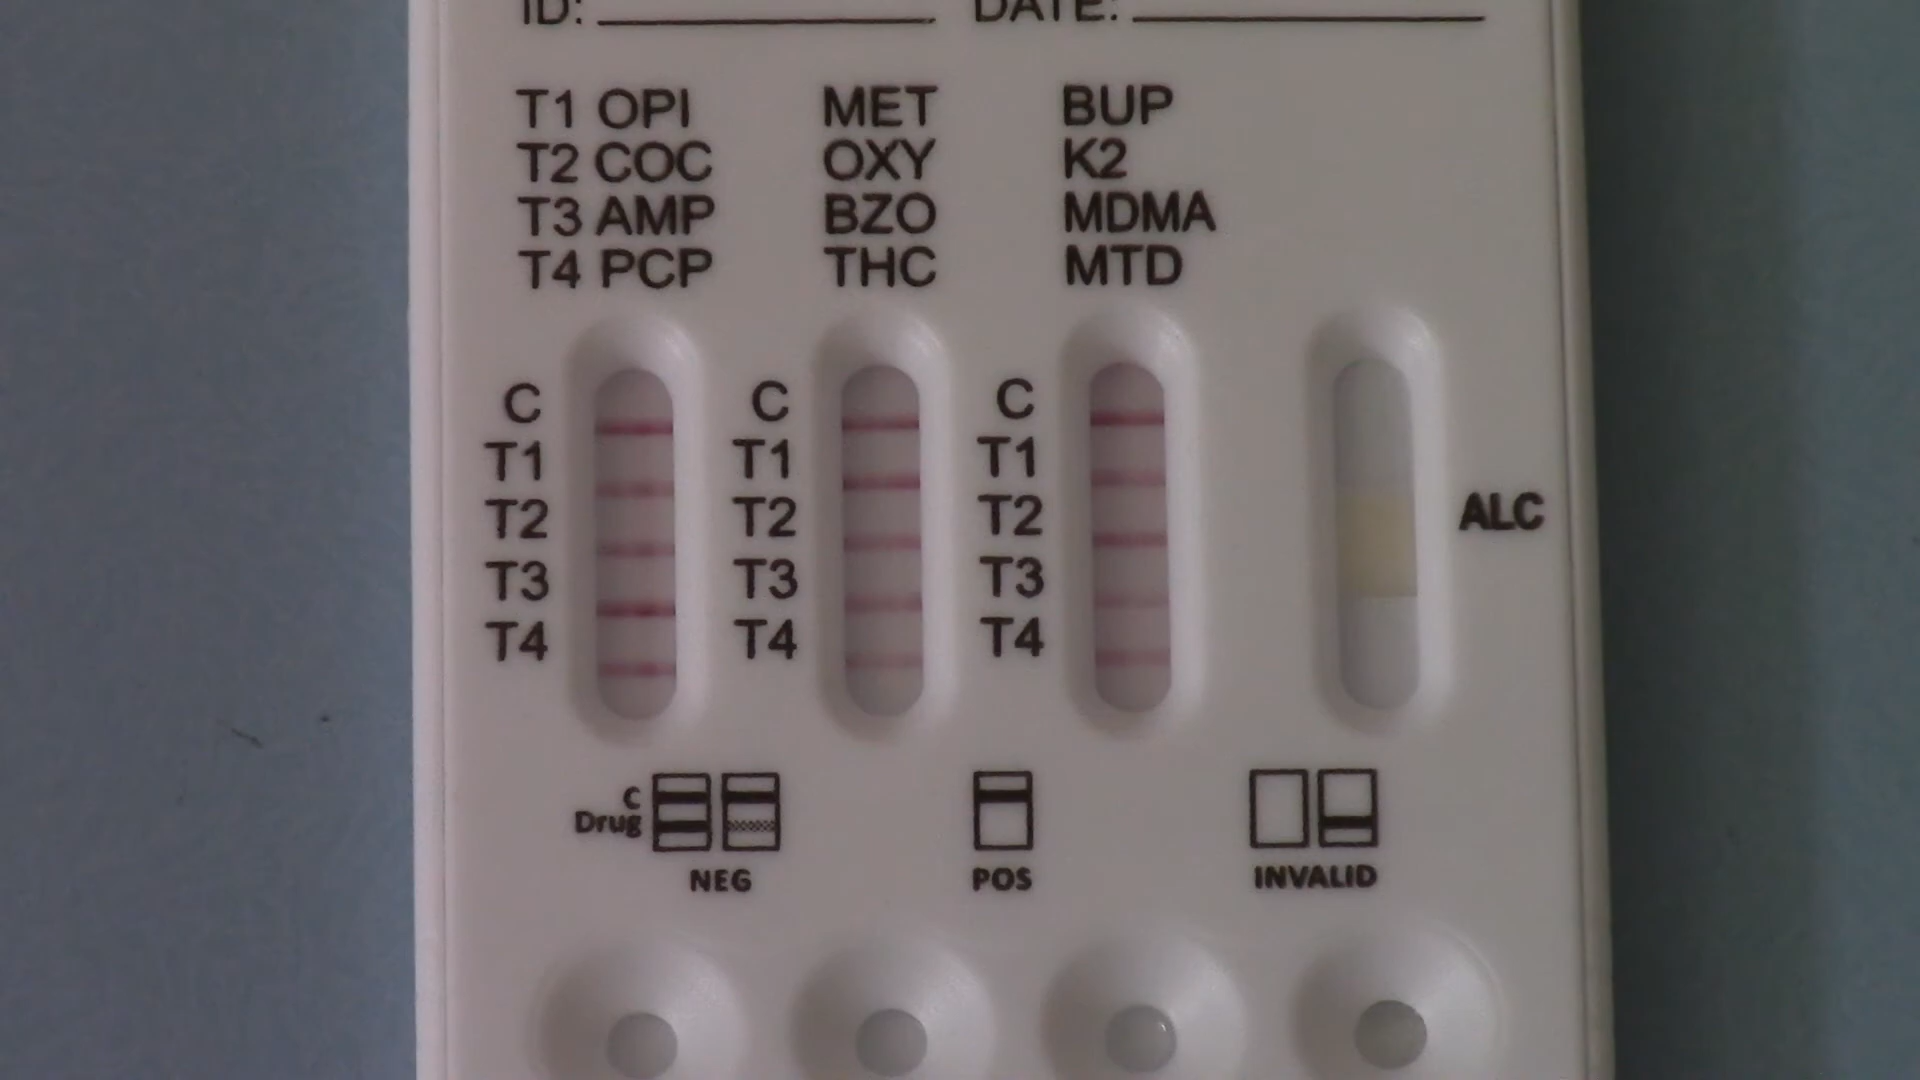 ID: DATE:
T1 OPI MET BUP
T2 COC OXY K2
T3 AMP BZO MDMA
T4 PCP THC MTD
C C C
T1 T1 T1
T2 T2 T2 ALC
T3 T3 T3
T4 T4 T4
C
Drug
NEG POS INVALID